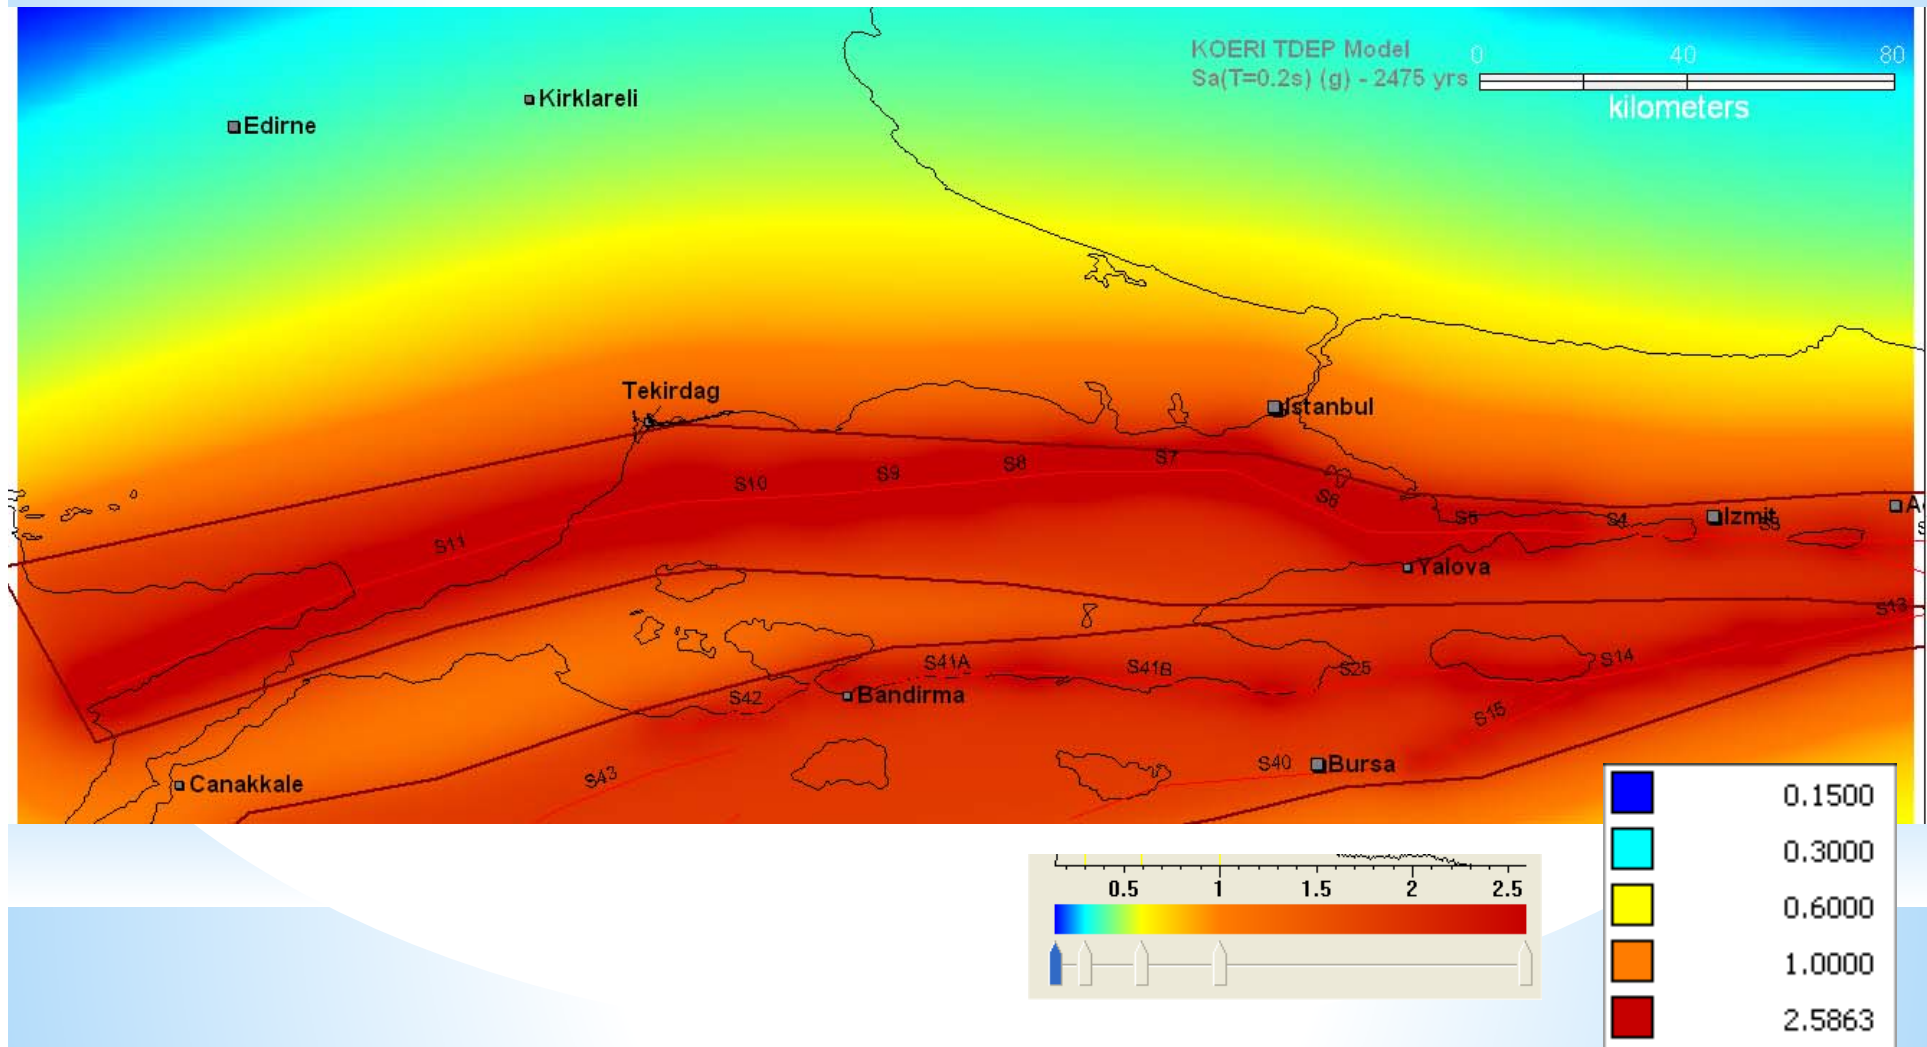 KOERI TDEP Model
Sa(T=0.2s) (g) - 2475 yrs
0 40 80
kilometers
Kirklareli
Edirne
Tekirdag
Istanbul
S7
S8
S9
S10
S6
S11
S5
S4
Izmit
S3
Yalova
S13
S41A
S41B
S25
S14
S42
Bandirma
S15
S43
Canakkale
S40
Bursa
0.5 1 1.5 2 2.5
0.1500
0.3000
0.6000
1.0000
2.5863